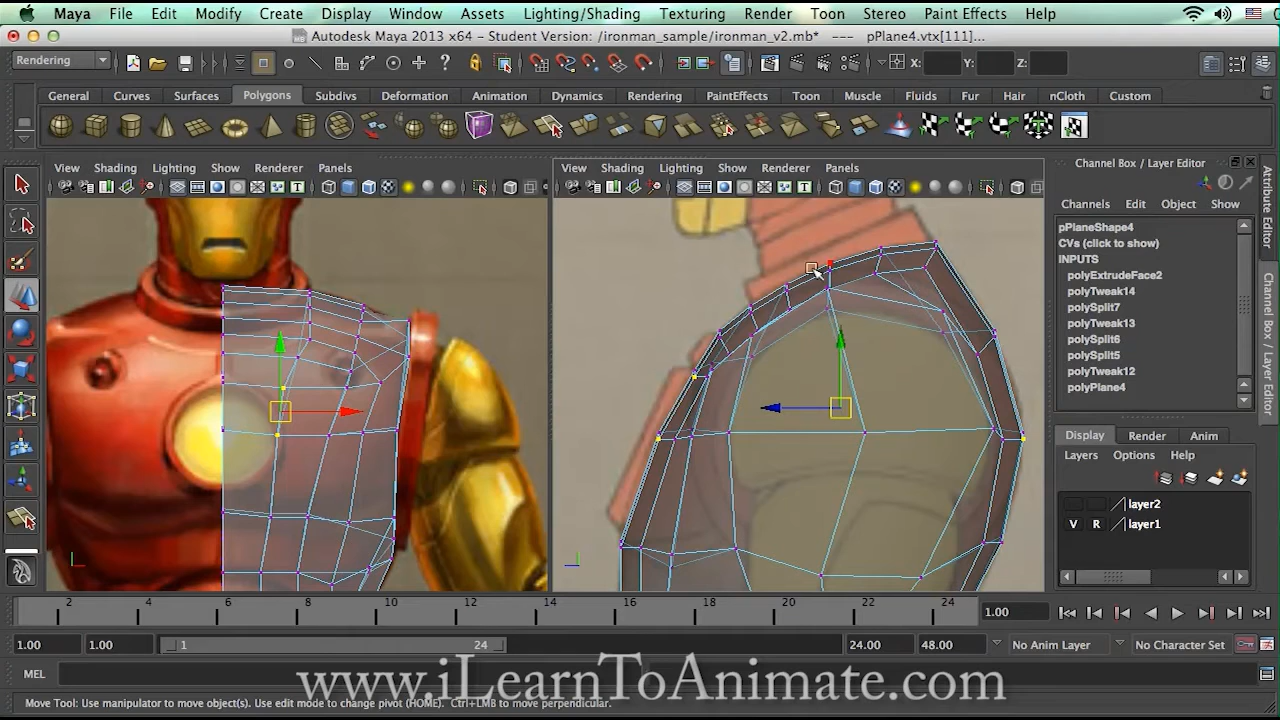 Maya File Edit Modify Create Display Window Assets Lighting/Shading Texturing Render Toon Stereo Paint Effects Help
Autodesk Maya 2013 x64 - Student Version: /ironman_sample/ironman_v2.mb* --- pPlane4.vtx[111]...
Rendering X: Y: Z:
General Curves Surfaces Polygons Subdivs Deformation Animation Dynamics Rendering PaintEffects Toon Muscle Fluids Fur Hair nCloth Custom
View Shading Lighting Show Renderer Panels
View Shading Lighting Show Renderer Panels
Channel Box / Layer Editor
Channels Edit Object Show
pPlaneShape4
CVs (click to show)
INPUTS
polyExtrudeFace2
polyTweak14
polySplit7
polyTweak13
polySplit6
polySplit5
polyTweak12
polyPlane4
Attribute Editor
Channel Box / Layer Editor
Display Render Anim
Layers Options Help
layer2
V R layer1
2 4 6 8 10 12 14 16 18 20 22 24 1.00
1.00 1.00 1 24 24.00 48.00 No Anim Layer No Character Set
MEL
www.iLearnToAnimate.com
Move Tool: Use manipulator to move object(s). Use edit mode to change pivot (HOME). Ctrl+LMB to move perpendicular.